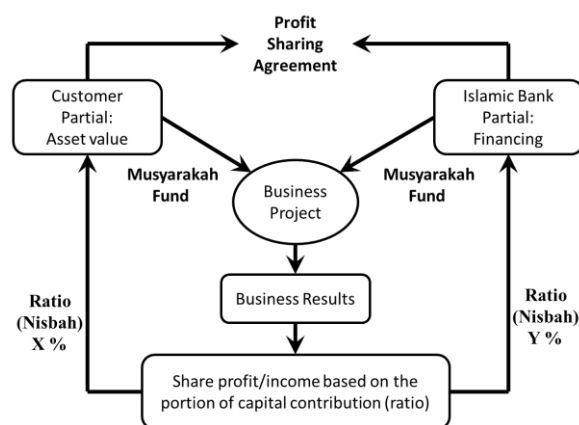 Profit
Sharing
Agreement
Customer
Partial:
Asset value
Islamic Bank
Partial:
Financing
Musyarakah
Fund
Musyarakah
Fund
Business
Project
Business Results
Ratio
(Nisbah)
X %
Ratio
(Nisbah)
Y %
Share profit/income based on the
portion of capital contribution (ratio)